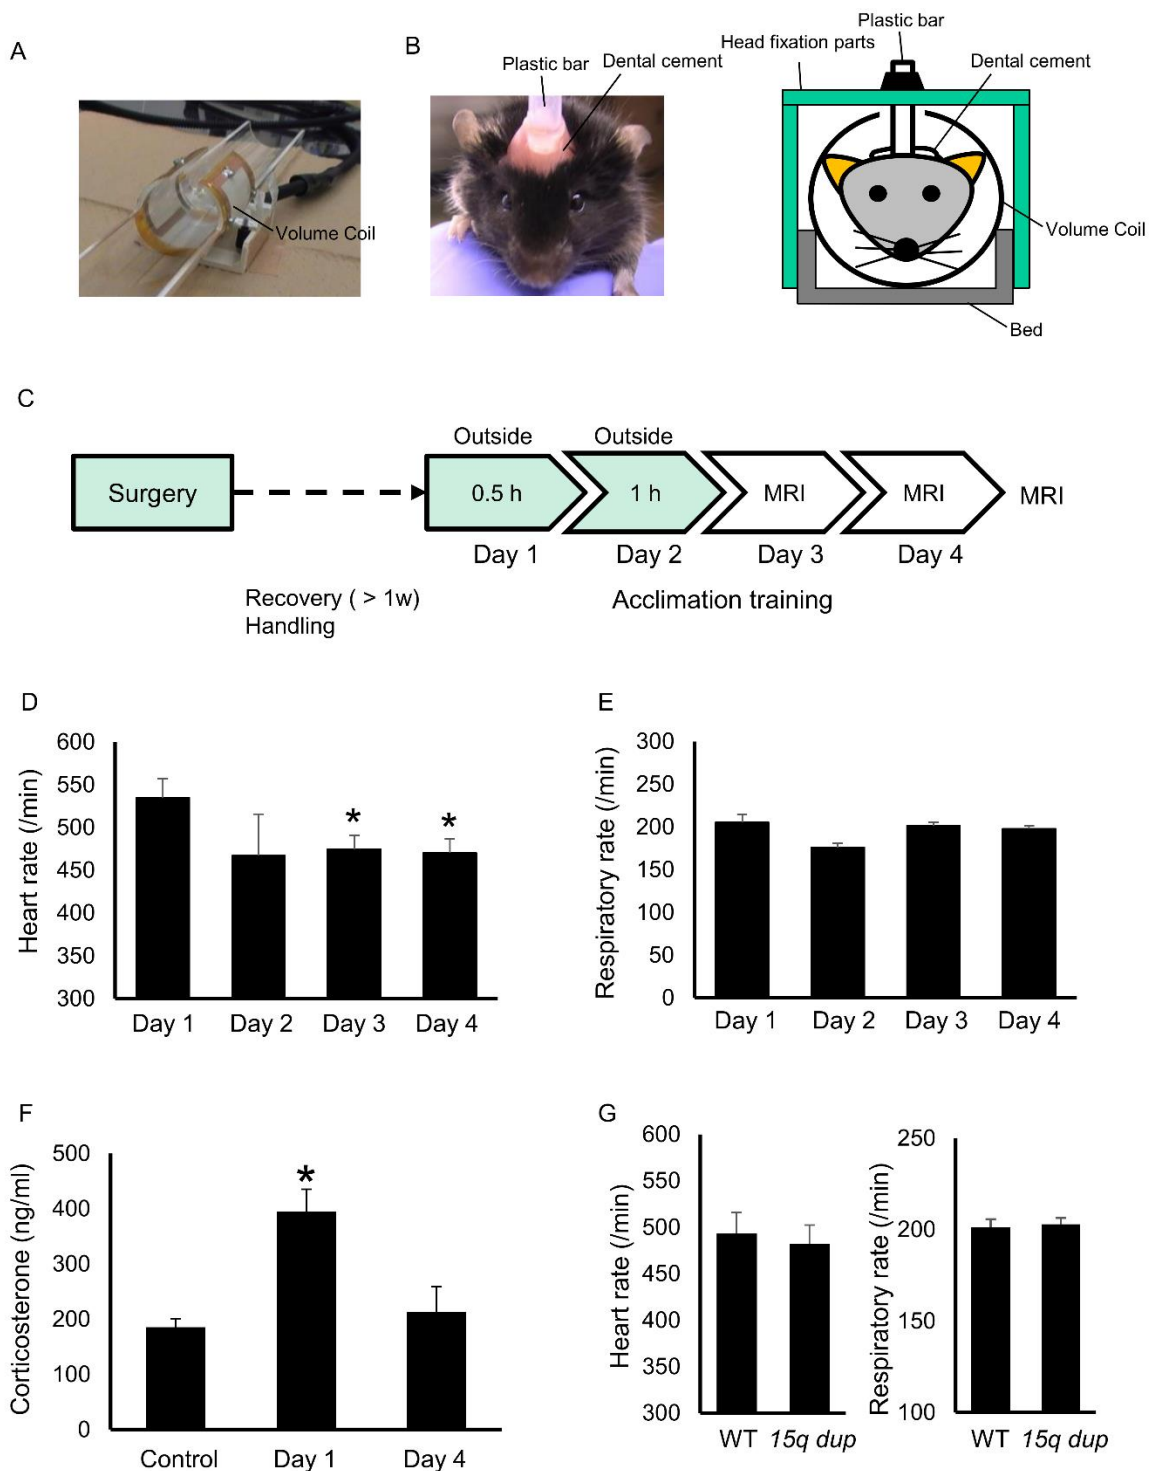 A
Volume Coil
B
Plastic bar
Dental cement
Plastic bar
Head fixation parts
Dental cement
Volume Coil
Bed
C
Surgery
Outside
Outside
0.5 h
1 h
MRI
MRI
MRI
Day 1
Day 2
Day 3
Day 4
Recovery ( > 1w)
Handling
Acclimation training
D
Heart rate (/min)
600
550
500
450
400
350
300
*
*
Day 1
Day 2
Day 3
Day 4
E
Respiratory rate (/min)
300
250
200
150
100
50
0
Day 1
Day 2
Day 3
Day 4
F
Corticosterone (ng/ml)
500
400
300
200
100
0
*
Control
Day 1
Day 4
G
Heart rate (/min)
600
550
500
450
400
350
300
WT
15q dup
Respiratory rate (/min)
250
200
150
100
WT
15q dup